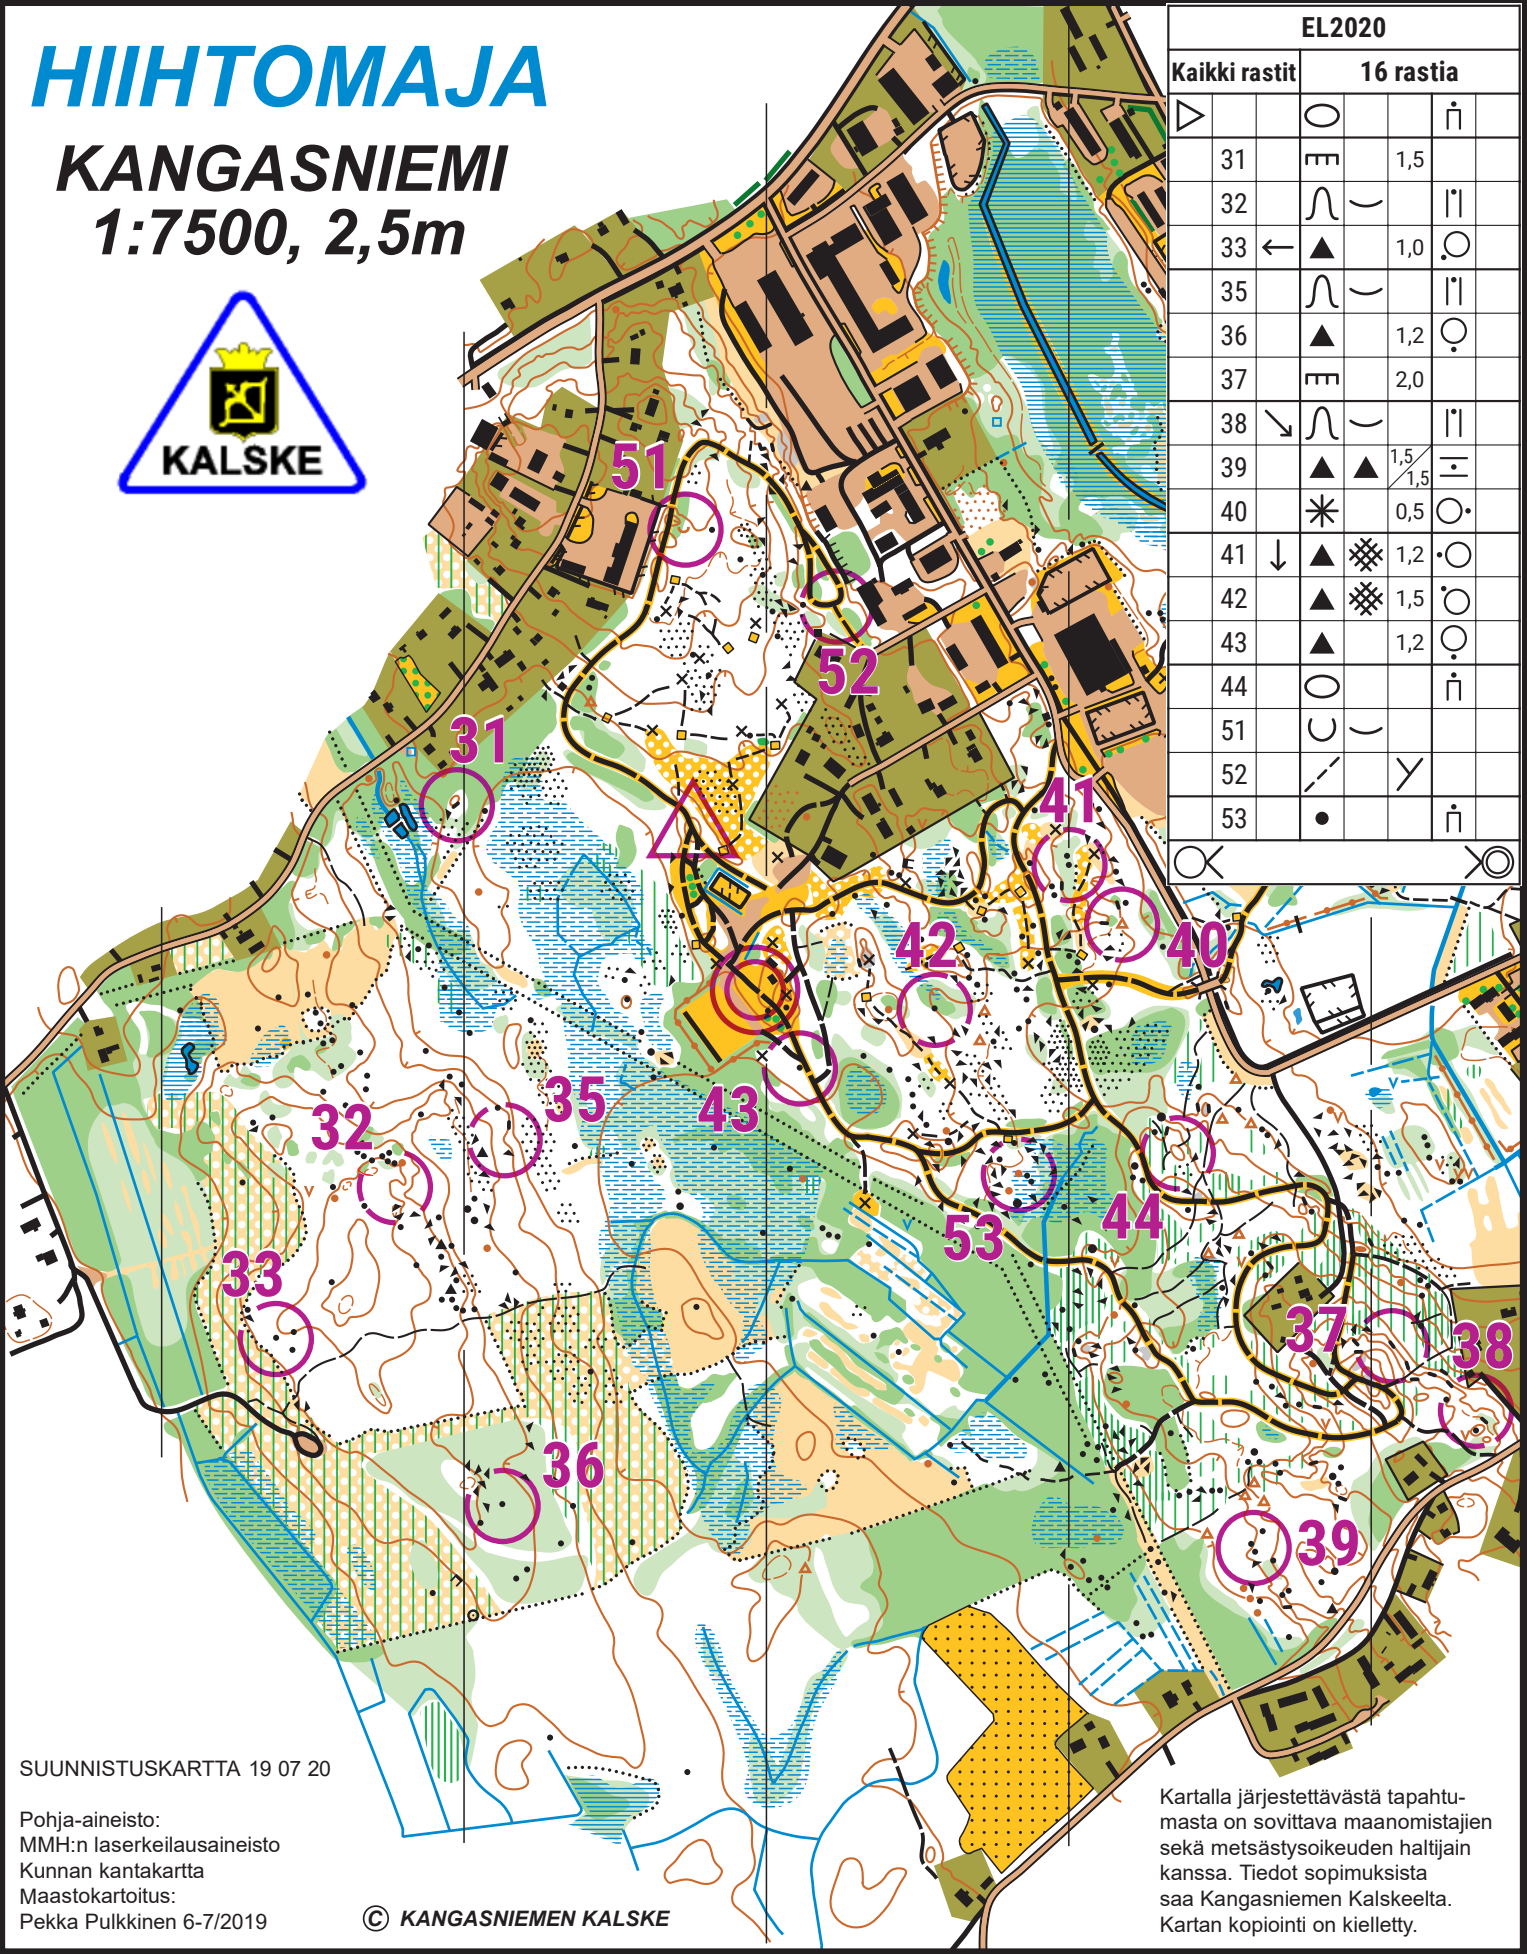 HIIHTOMAJA
KANGASNIEMI
1:7500, 2,5m
KALSKE
EL2020
Kaikki rastit 16 rastia
31 1,5
32
33 1,0
35
36 1,2
37 2,0
38
39 1,5 1,5
40 0,5
41 1,2
42 1,5
43 1,2
44
51
52
53
51
52
31
41
42
40
35
43
32
53
44
33
37
38
36
39
SUUNNISTUSKARTTA 19 07 20
Pohja-aineisto:
MMH:n laserkeilausaineisto
Kunnan kantakartta
Maastokartoitus:
Pekka Pulkkinen 6-7/2019
© KANGASNIEMEN KALSKE
Kartalla järjestettävästä tapahtu-
masta on sovittava maanomistajien
sekä metsästysoikeuden haltijain
kanssa. Tiedot sopimuksista
saa Kangasniemen Kalskeelta.
Kartan kopiointi on kielletty.